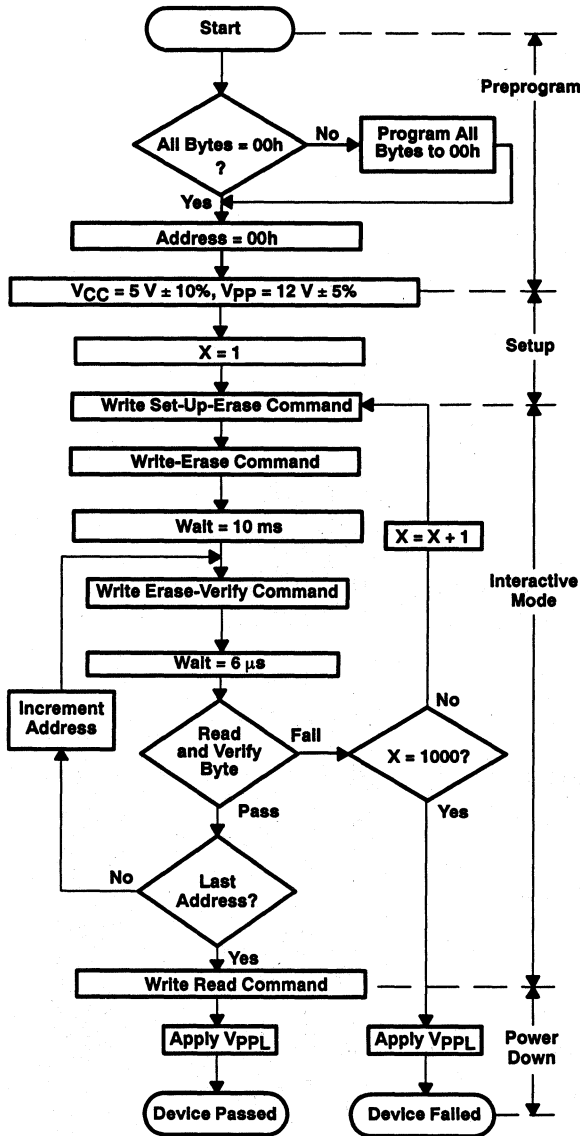 Start
Preprogram
All Bytes = 00h
?
No
Program All
Bytes to 00h
Yes
Address = 00h
VCC = 5 V ± 10%, VPP = 12 V ± 5%
Setup
X = 1
Write Set-Up-Erase Command
Write-Erase Command
Wait = 10 ms
X = X + 1
Interactive
Mode
Write Erase-Verify Command
Wait = 6 µs
Increment
Address
No
Read
and Verify
Byte
Fail
X = 1000?
Pass
Yes
No
Last
Address?
Yes
Write Read Command
Apply VPPL
Apply VPPL
Power
Down
Device Passed
Device Failed